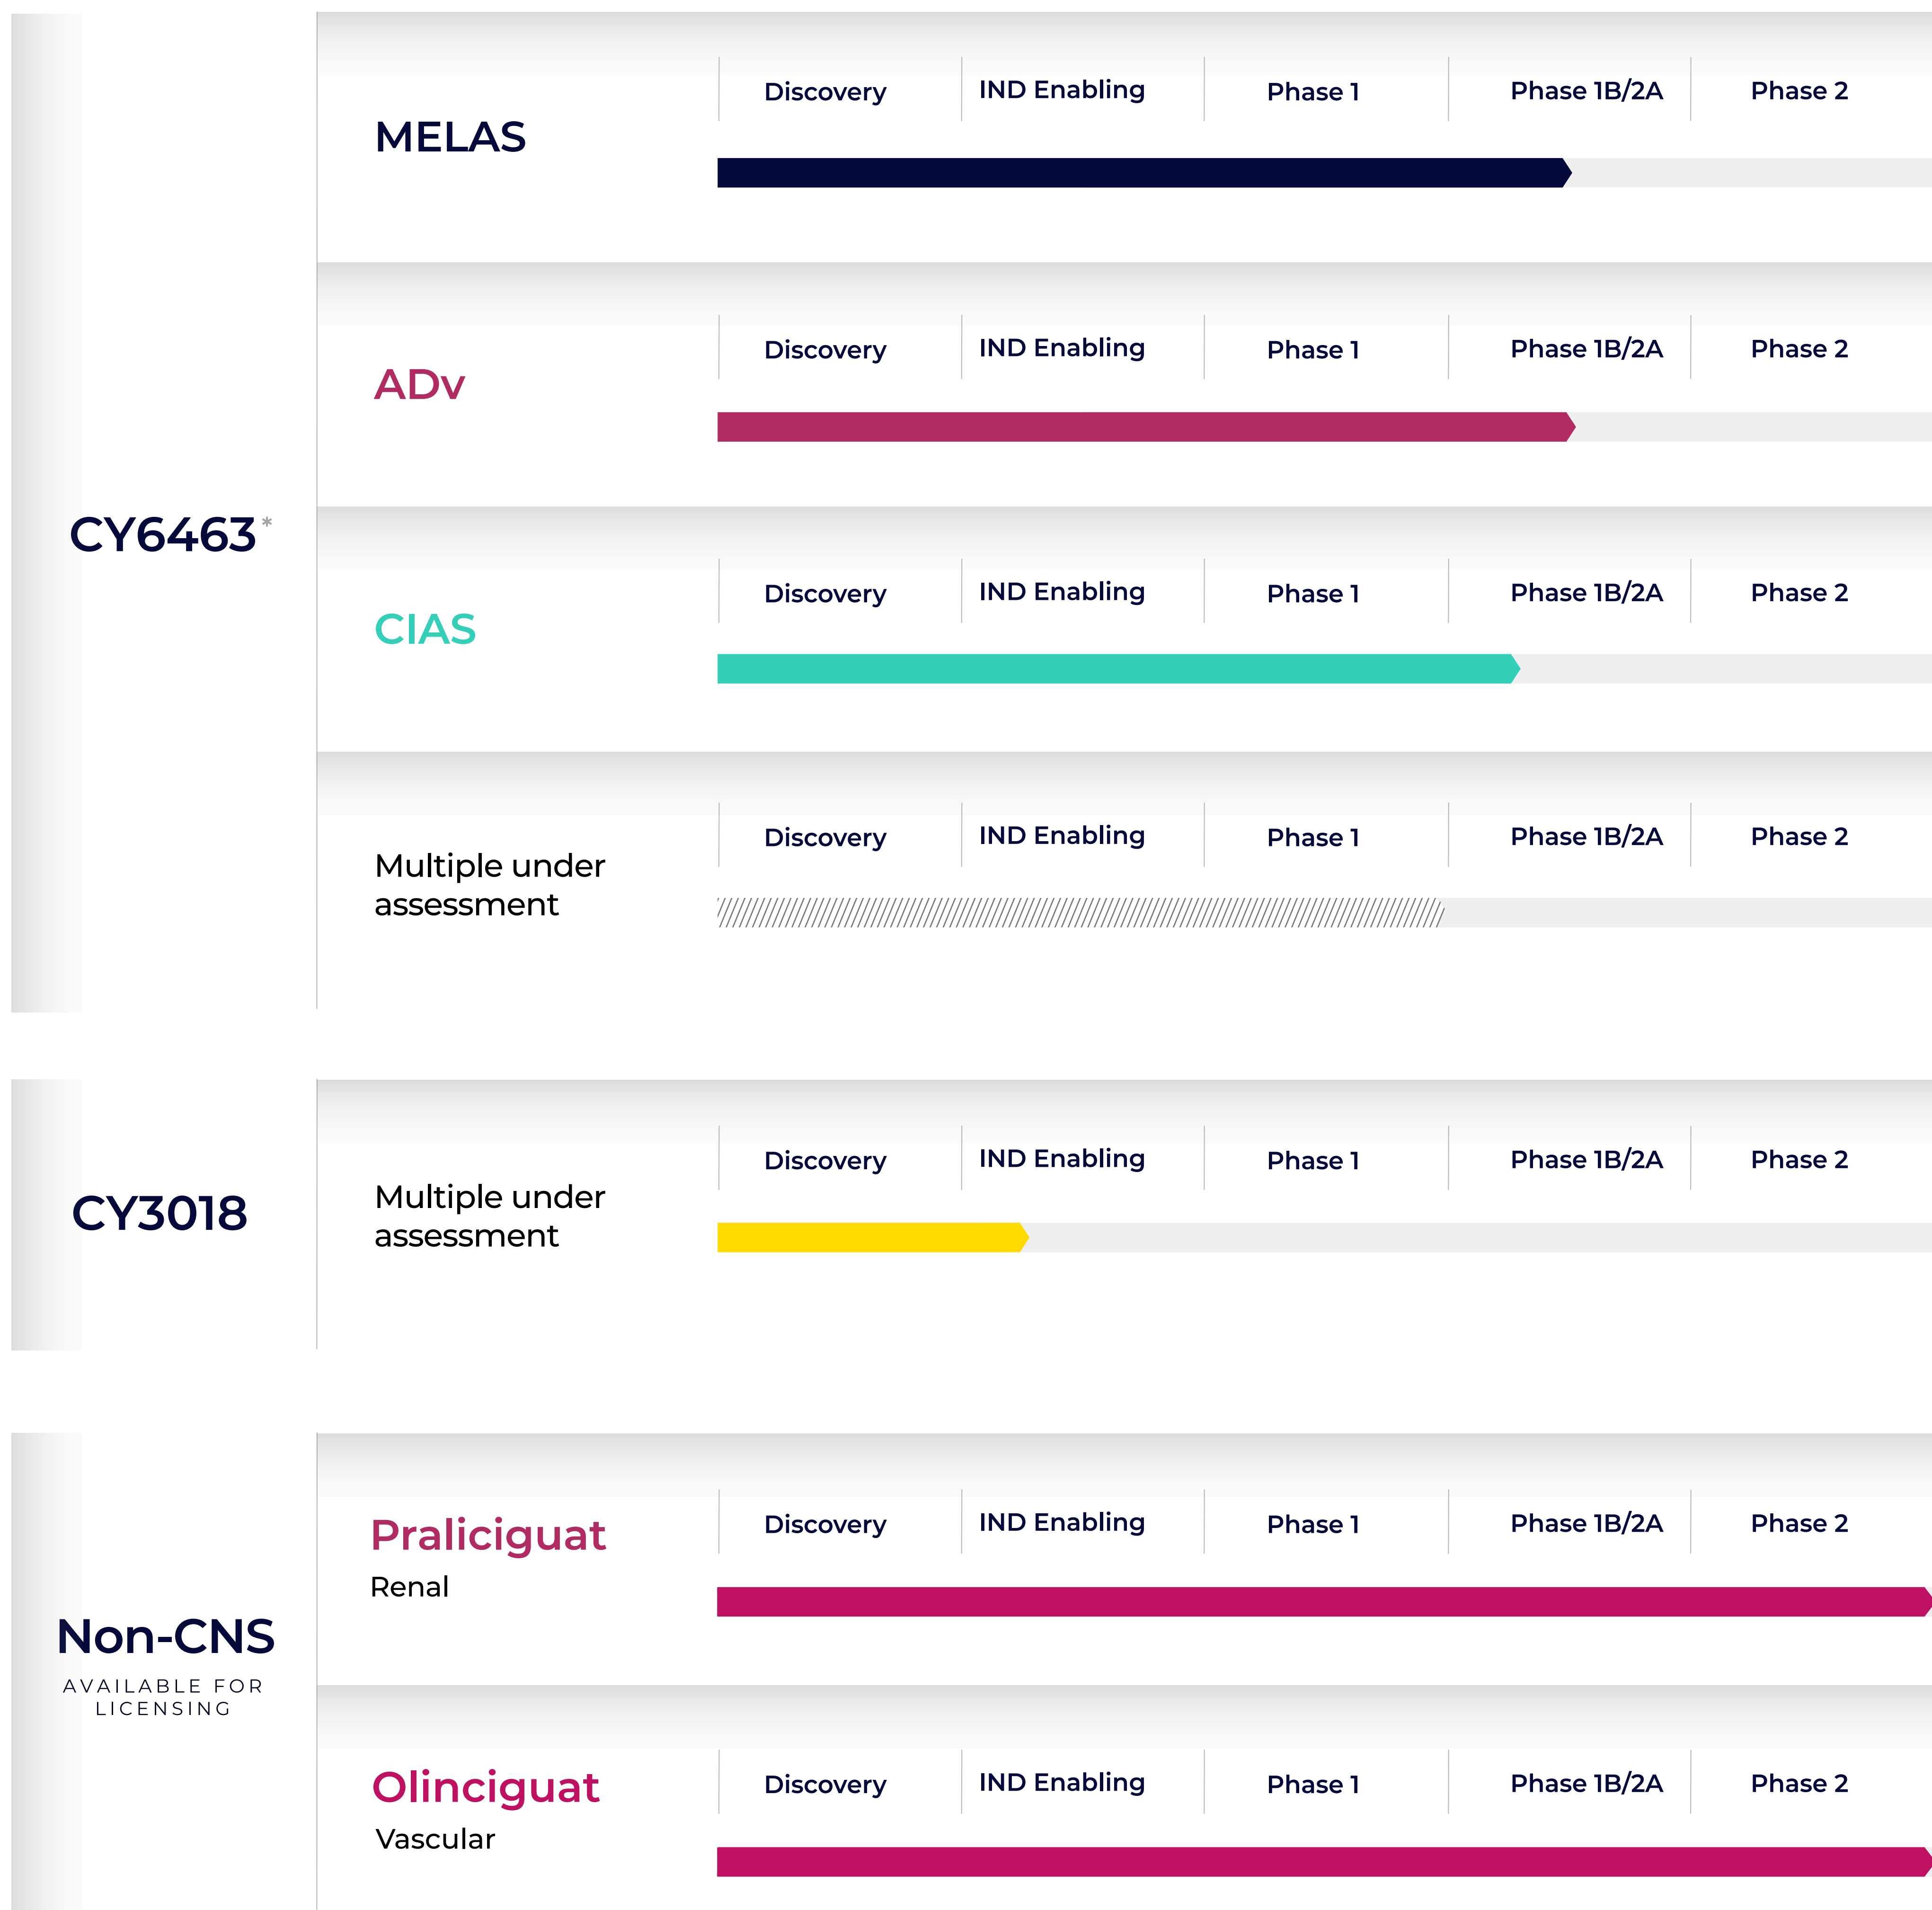 CY6463*
MELAS
Discovery IND Enabling Phase 1 Phase 1B/2A Phase 2
ADv
Discovery IND Enabling Phase 1 Phase 1B/2A Phase 2
CIAS
Discovery IND Enabling Phase 1 Phase 1B/2A Phase 2
Multiple under
assessment
Discovery IND Enabling Phase 1 Phase 1B/2A Phase 2
CY3018
Multiple under
assessment
Discovery IND Enabling Phase 1 Phase 1B/2A Phase 2
Non-CNS
AVAILABLE FOR
LICENSING
Praliciguat
Renal
Discovery IND Enabling Phase 1 Phase 1B/2A Phase 2
Olinciguat
Vascular
Discovery IND Enabling Phase 1 Phase 1B/2A Phase 2